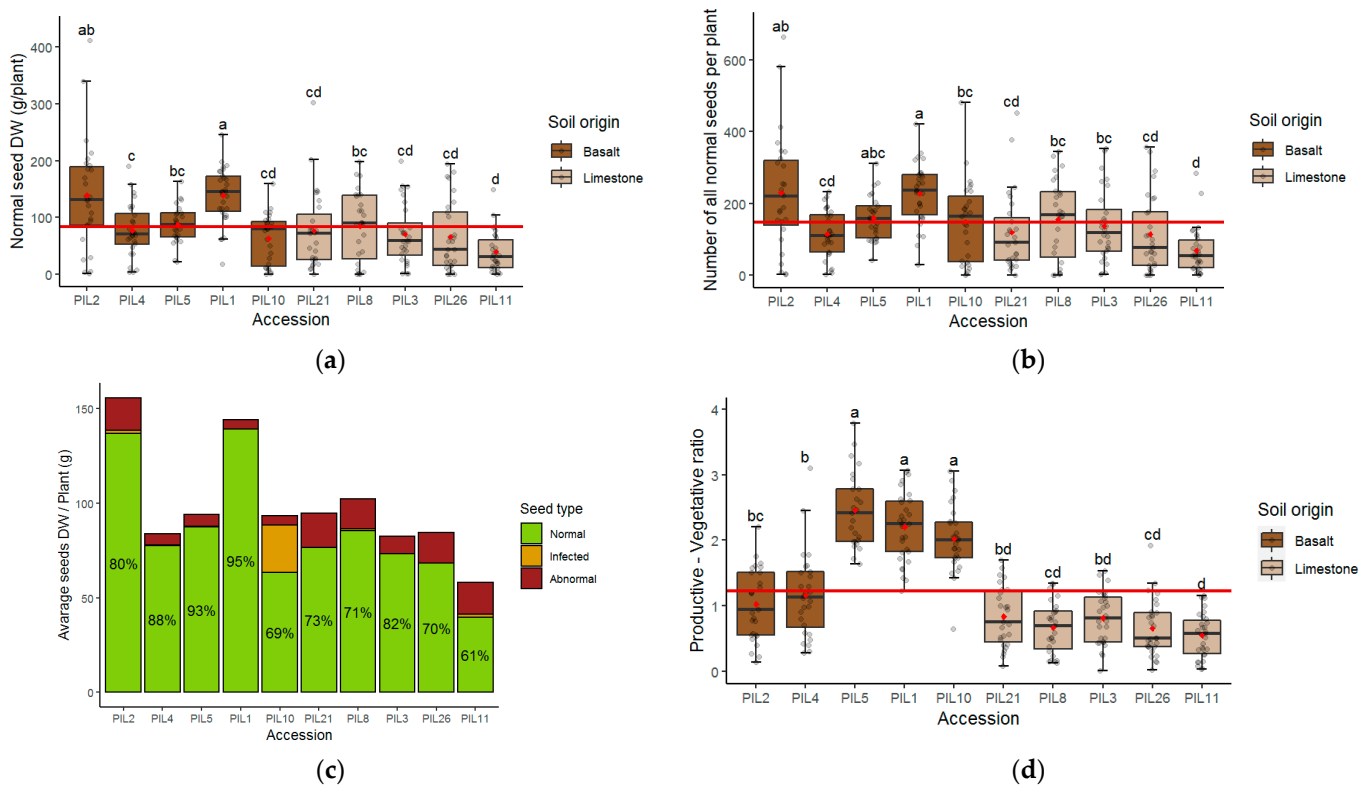 Normal seed DW (g/plant)
400
300
200
100
0
ab
c
bc
a
cd
cd
bc
cd
cd
d
PIL2 PIL4 PIL5 PIL1 PIL10 PIL21 PIL8 PIL3 PIL26 PIL11
Accession
Soil origin
Basalt
Limestone
(a)
Number of all normal seeds per plant
600
400
200
0
ab
cd
abc
a
bc
cd
bc
bc
cd
d
PIL2 PIL4 PIL5 PIL1 PIL10 PIL21 PIL8 PIL3 PIL26 PIL11
Accession
Soil origin
Basalt
Limestone
(b)
Avarage seeds DW / Plant (g)
150
100
50
0
80% 88% 93% 95% 69% 73% 71% 82% 70% 61%
PIL2 PIL4 PIL5 PIL1 PIL10 PIL21 PIL8 PIL3 PIL26 PIL11
Accession
Seed type
Normal
Infected
Abnormal
(c)
Productive - Vegetative ratio
4
3
2
1
0
bc
b
a
a
a
bd
cd
bd
cd
d
PIL2 PIL4 PIL5 PIL1 PIL10 PIL21 PIL8 PIL3 PIL26 PIL11
Accession
Soil origin
Basalt
Limestone
(d)